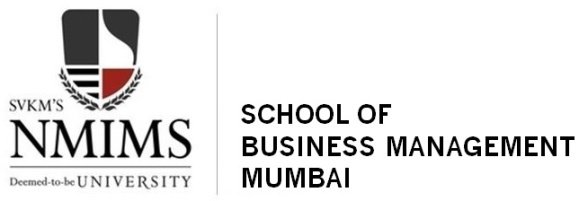 SVKM'S
NMIMS
Deemed-to-be UNIVERSITY
SCHOOL OF
BUSINESS MANAGEMENT
MUMBAI